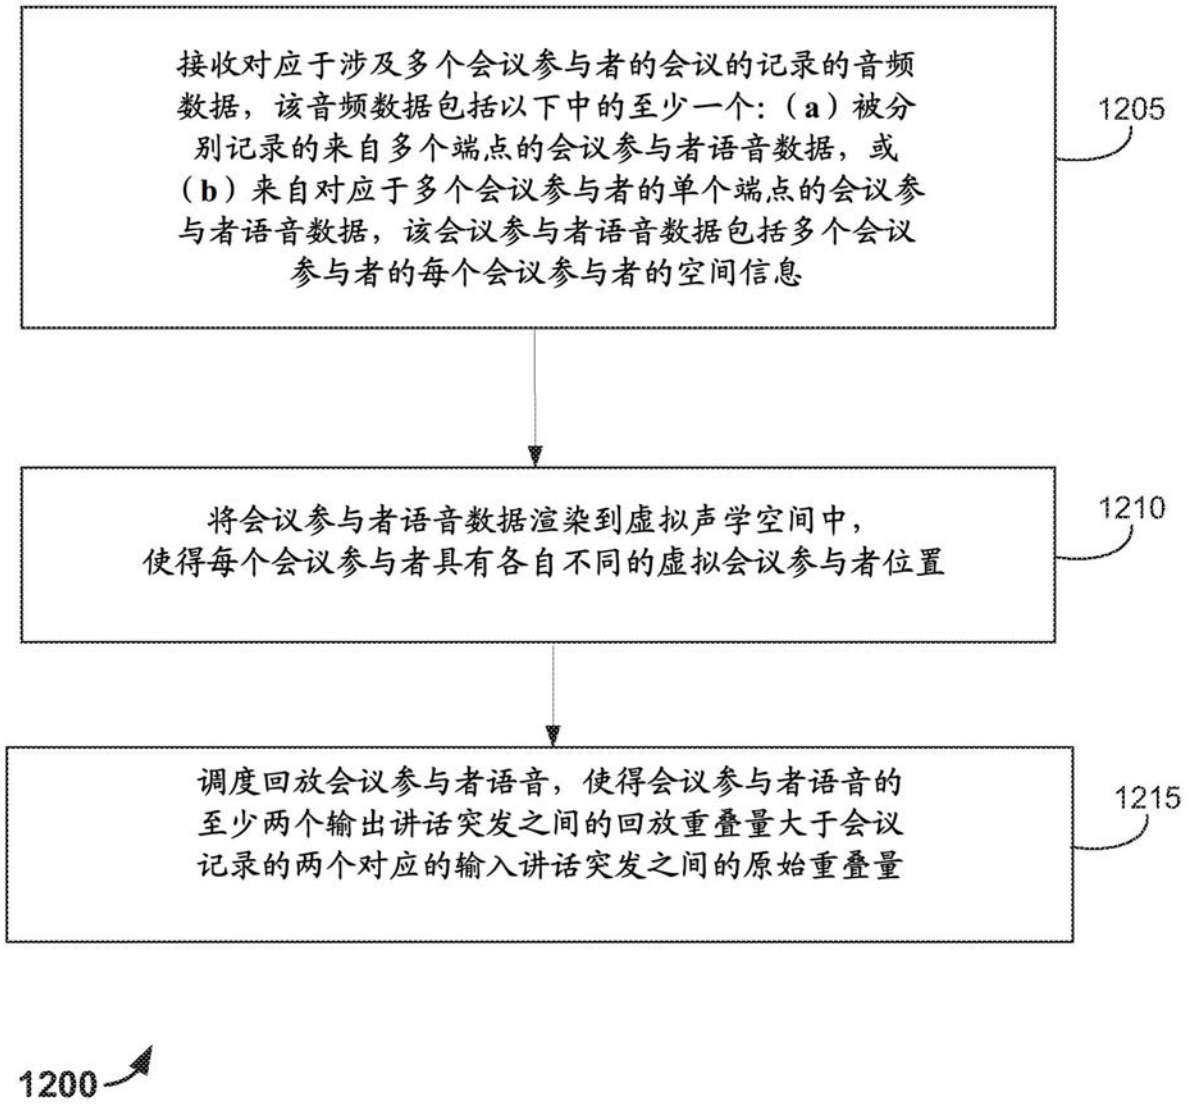 接收对应于涉及多个会议参与者的会议的记录的音频
数据，该音频数据包括以下中的至少一个：（a）被分
别记录的来自多个端点的会议参与者语音数据，或
（b）来自对应于多个会议参与者的单个端点的会议参
与者语音数据，该会议参与者语音数据包括多个会议
参与者的每个会议参与者的空间信息
1205
将会议参与者语音数据渲染到虚拟声学空间中，
使得每个会议参与者具有各自不同的虚拟会议参与者位置
1210
调度回放会议参与者语音，使得会议参与者语音的
至少两个输出讲话突发之间的回放重叠量大于会议
记录的两个对应的输入讲话突发之间的原始重叠量
1215
1200